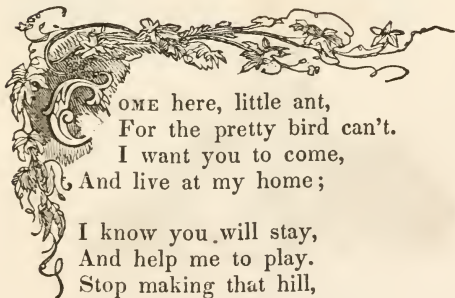 COME here, little ant,
For the pretty bird can't.
I want you to come,
And live at my home;
I know you will stay,
And help me to play.
Stop making that hill,